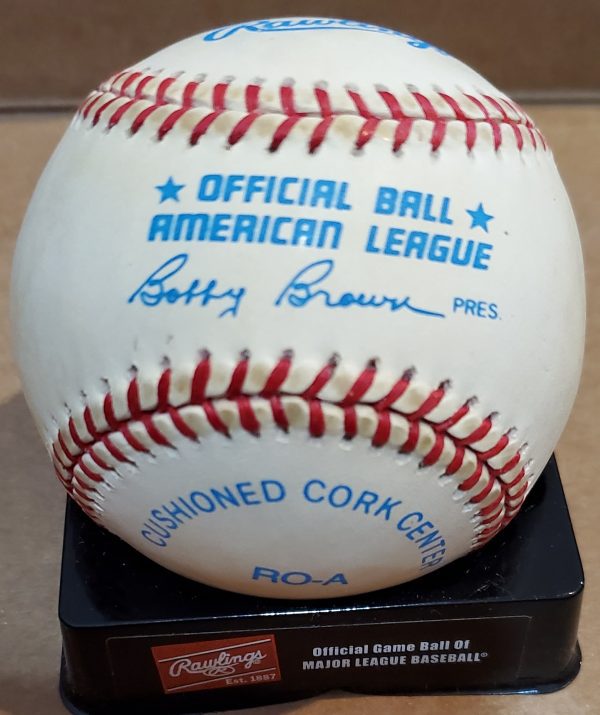 Rawlings
★ OFFICIAL BALL ★
AMERICAN LEAGUE
Bobby Brown PRES.
CUSHIONED CORK CENTER
RO-A
Rawlings®
Est. 1887
Official Game Ball Of
MAJOR LEAGUE BASEBALL®